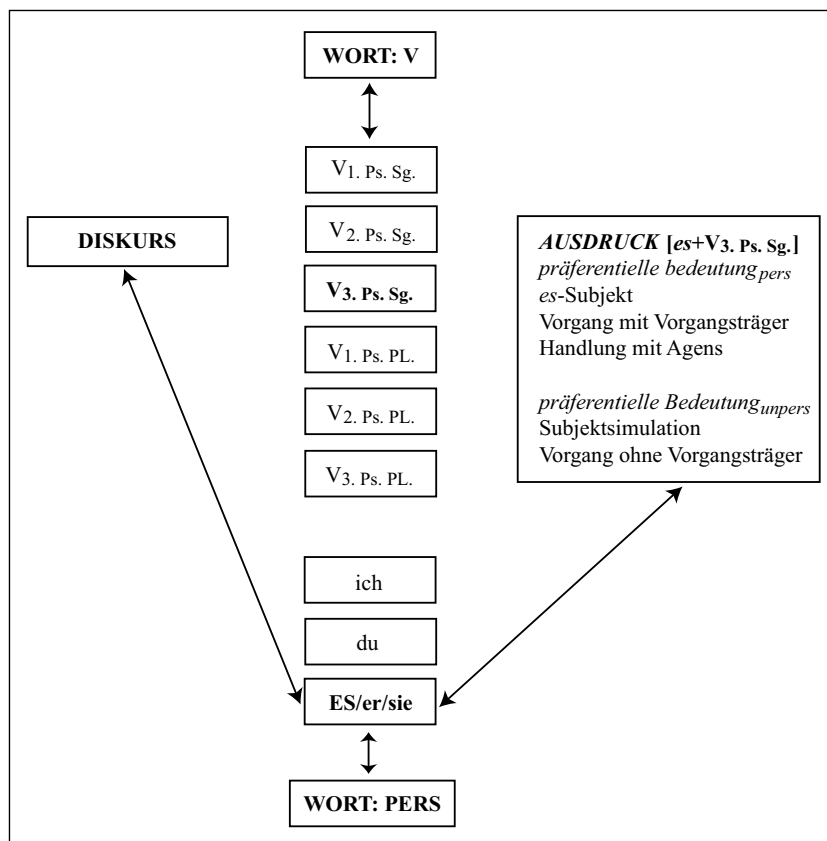 WORT: V
V1. Ps. Sg.
DISKURS
V2. Ps. Sg.
V3. Ps. Sg.
V1. Ps. PL.
V2. Ps. PL.
V3. Ps. PL.
AUSDRUCK [es+V3. Ps. Sg.]
präferentielle bedeutungpers
es-Subjekt
Vorgang mit Vorgangsträger
Handlung mit Agens
präferentielle Bedeutungunpers
Subjektsimulation
Vorgang ohne Vorgangsträger
ich
du
ES/er/sie
WORT: PERS